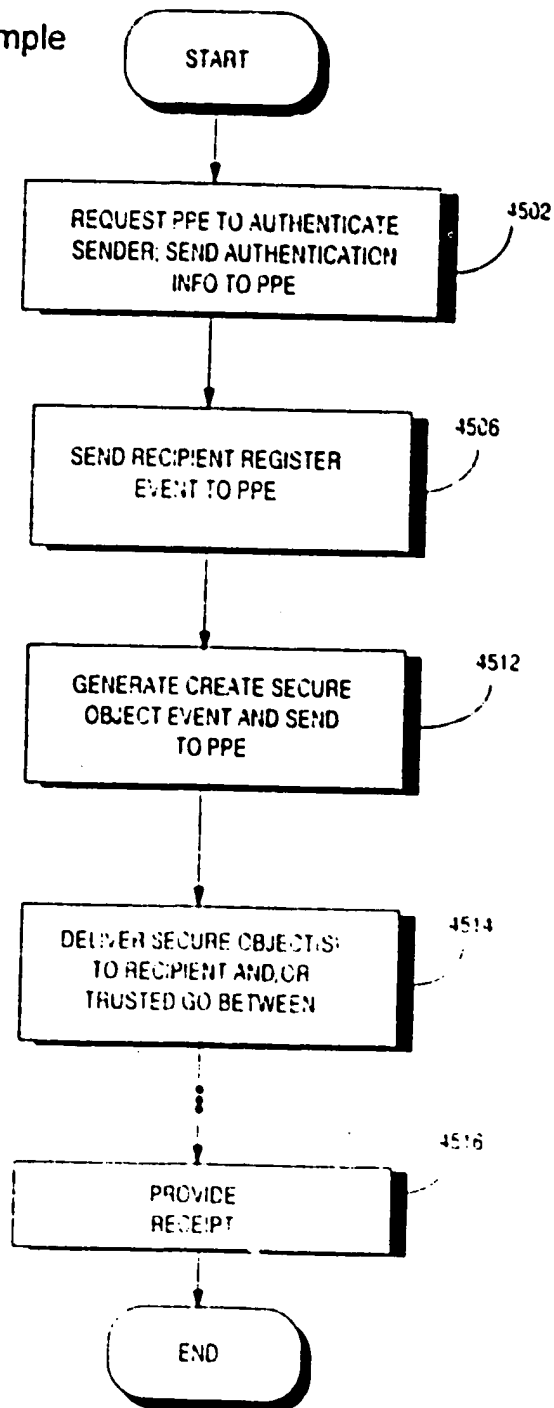 mple
START
REQUEST PPE TO AUTHENTICATE
SENDER; SEND AUTHENTICATION
INFO TO PPE
4502
SEND RECIPIENT REGISTER
EVENT TO PPE
4506
GENERATE CREATE SECURE
OBJECT EVENT AND SEND
TO PPE
4512
DELIVER SECURE OBJECT(S)
TO RECIPIENT AND/OR
TRUSTED GO BETWEEN
4514
PROVIDE
RECEIPT
4516
END